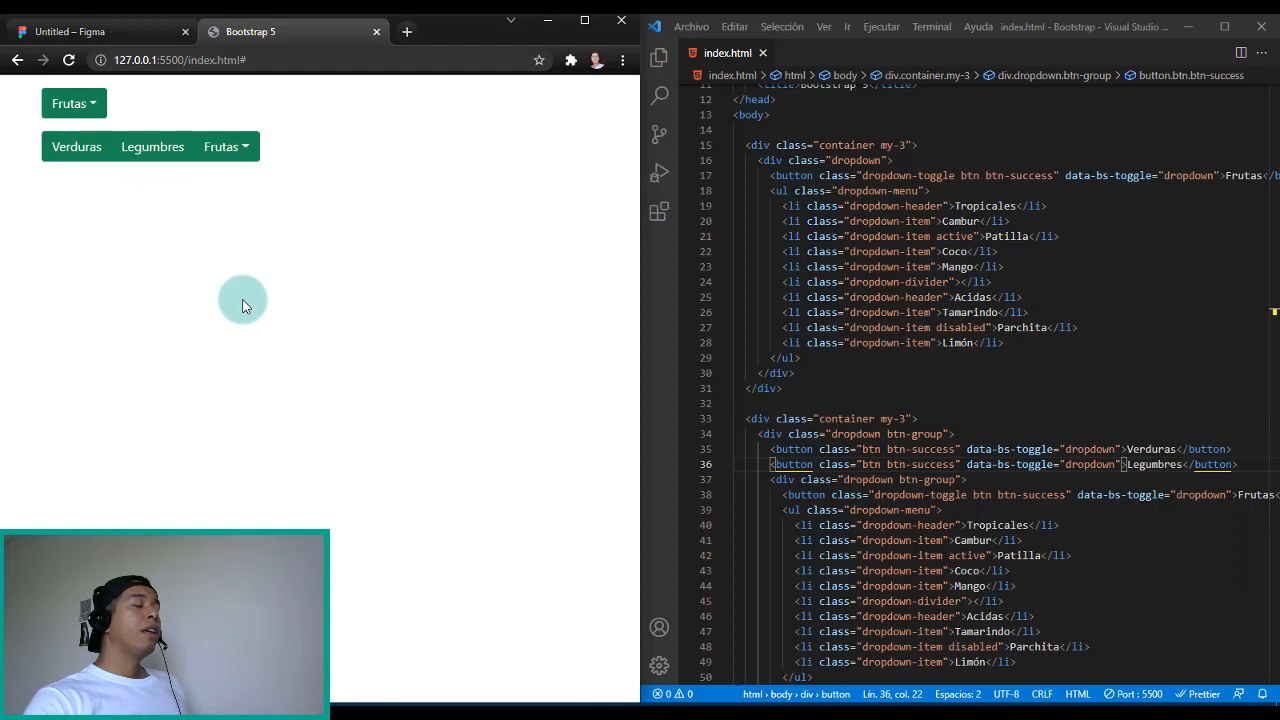 Untitled – Figma
Bootstrap 5
127.0.0.1:5500/index.html#
Frutas
Verduras Legumbres Frutas
Archivo Editar Selección Ver Ir Ejecutar Terminal Ayuda index.html - Bootstrap - Visual Studio ...
index.html
index.html > html > body > div.container.my-3 > div.dropdown.btn-group > button.btn.btn-success
11 <title>Bootstrap 5</title>
12 </head>
13 <body>
14
15 <div class="container my-3">
16 <div class="dropdown">
17 <button class="dropdown-toggle btn btn-success" data-bs-toggle="dropdown">Frutas</b
18 <ul class="dropdown-menu">
19 <li class="dropdown-header">Tropicales</li>
20 <li class="dropdown-item">Cambur</li>
21 <li class="dropdown-item active">Patilla</li>
22 <li class="dropdown-item">Coco</li>
23 <li class="dropdown-item">Mango</li>
24 <li class="dropdown-divider"></li>
25 <li class="dropdown-header">Acidas</li>
26 <li class="dropdown-item">Tamarindo</li>
27 <li class="dropdown-item disabled">Parchita</li>
28 <li class="dropdown-item">Limón</li>
29 </ul>
30 </div>
31 </div>
32
33 <div class="container my-3">
34 <div class="dropdown btn-group">
35 <button class="btn btn-success" data-bs-toggle="dropdown">Verduras</button>
36 <button class="btn btn-success" data-bs-toggle="dropdown">Legumbres</button>
37 <div class="dropdown btn-group">
38 <button class="dropdown-toggle btn btn-success" data-bs-toggle="dropdown">Frutas<
39 <ul class="dropdown-menu">
40 <li class="dropdown-header">Tropicales</li>
41 <li class="dropdown-item">Cambur</li>
42 <li class="dropdown-item active">Patilla</li>
43 <li class="dropdown-item">Coco</li>
44 <li class="dropdown-item">Mango</li>
45 <li class="dropdown-divider"></li>
46 <li class="dropdown-header">Acidas</li>
47 <li class="dropdown-item">Tamarindo</li>
48 <li class="dropdown-item disabled">Parchita</li>
49 <li class="dropdown-item">Limón</li>
50 </ul>
0 0 html > body > div > button Lín. 36, col. 22 Espacios: 2 UTF-8 CRLF HTML Port : 5500 Prettier